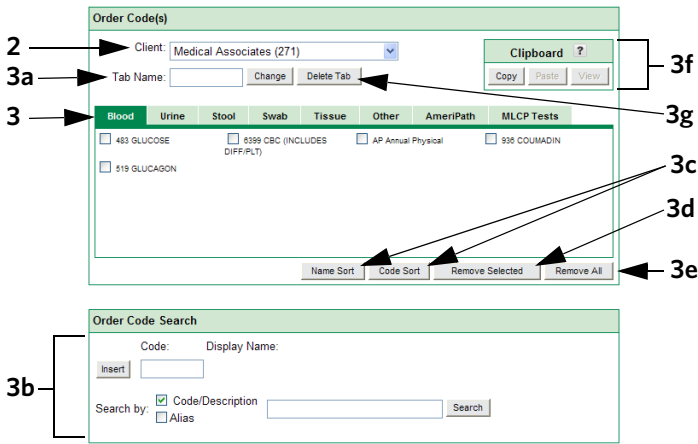 Order Code(s)
2
Client:
Medical Associates (271)
Clipboard ?
3f
3a
Tab Name:
Change Delete Tab
Copy Paste View
3g
3
Blood Urine Stool Swab Tissue Other AmeriPath MLCP Tests
483 GLUCOSE
6399 CBC (INCLUDES
DIFF/PLT)
AP Annual Physical
936 COUMADIN
519 GLUCAGON
3c
3d
Name Sort Code Sort Remove Selected Remove All
3e
Order Code Search
Code: Display Name:
Insert
3b
Search by:
Code/Description
Alias
Search